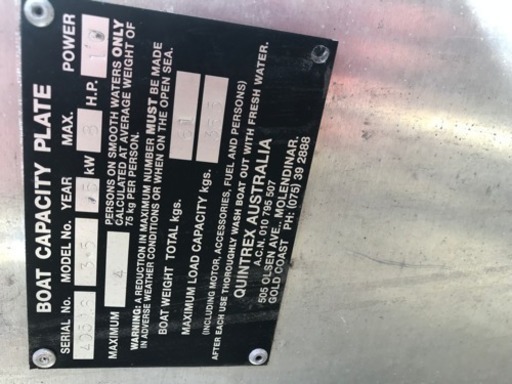 BOAT CAPACITY PLATE
SERIAL No. MODEL No. YEAR MAX. POWER
kW H.P.
MAXIMUM 4 PERSONS ON SMOOTH WATERS ONLY
CALCULATED AT AVERAGE WEIGHT OF
75 kg PER PERSON.
WARNING: A REDUCTION IN MAXIMUM NUMBER MUST BE MADE
IN ADVERSE WEATHER CONDITIONS OR WHEN ON THE OPEN SEA.
BOAT WEIGHT TOTAL kgs.
MAXIMUM LOAD CAPACITY kgs.
(INCLUDING MOTOR, ACCESSORIES, FUEL AND PERSONS)
AFTER EACH USE THOROUGHLY WASH BOAT OUT WITH FRESH WATER.
QUINTREX AUSTRALIA
A.C.N. 010 795 507
505 OLSEN AVE., MOLENDINAR.
GOLD COAST PH: (075) 39 2888